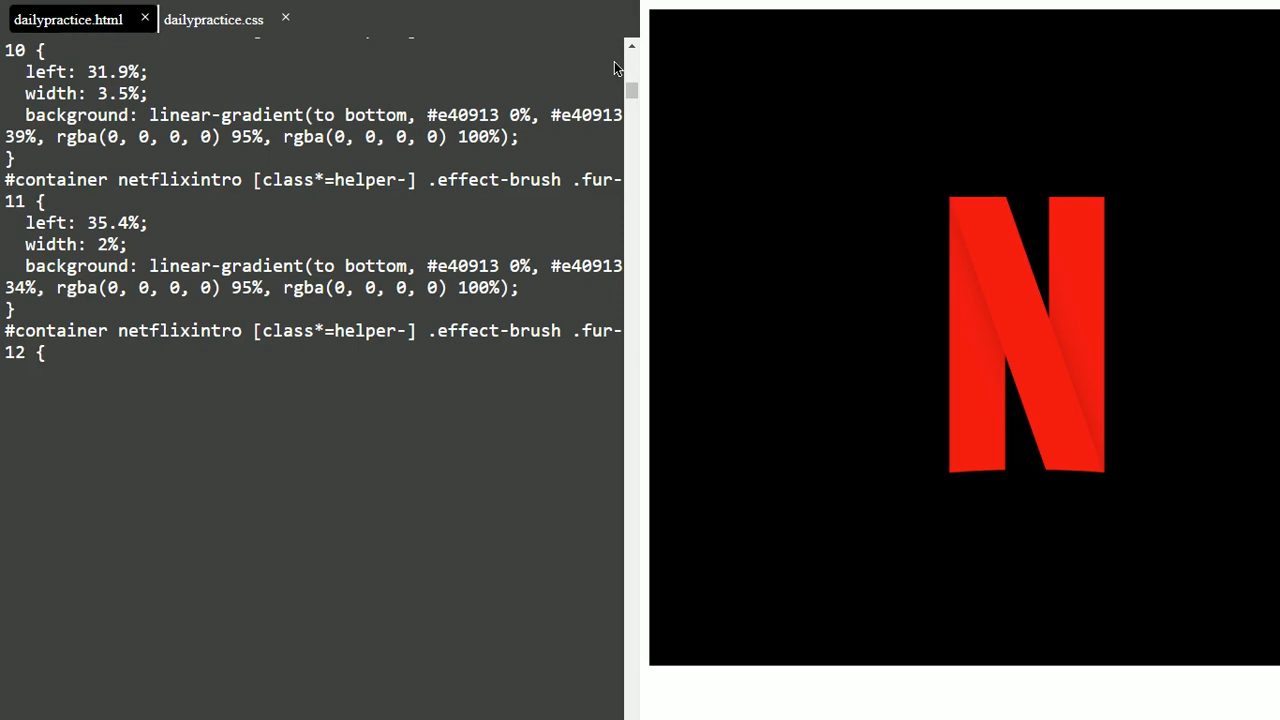 dailypractice.html × dailypractice.css ×
10 {
  left: 31.9%;
  width: 3.5%;
  background: linear-gradient(to bottom, #e40913 0%, #e40913
39%, rgba(0, 0, 0, 0) 95%, rgba(0, 0, 0, 0) 100%);
}
#container netflixintro [class*=helper-] .effect-brush .fur-
11 {
  left: 35.4%;
  width: 2%;
  background: linear-gradient(to bottom, #e40913 0%, #e40913
34%, rgba(0, 0, 0, 0) 95%, rgba(0, 0, 0, 0) 100%);
}
#container netflixintro [class*=helper-] .effect-brush .fur-
12 {
N